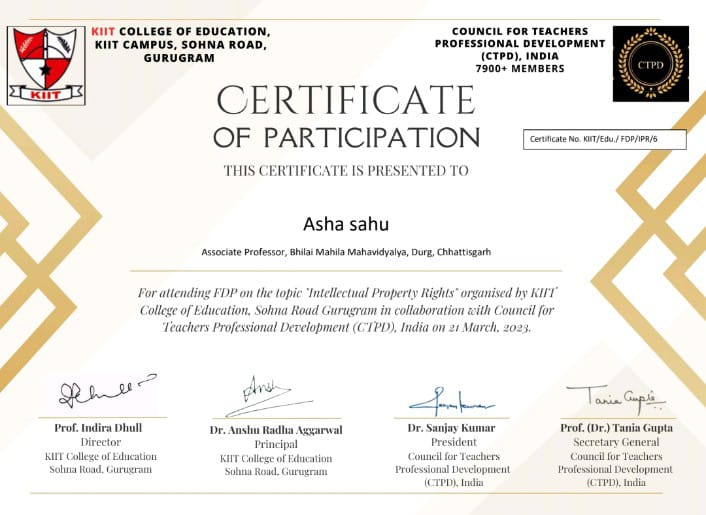 KIIT COLLEGE OF EDUCATION,
KIIT CAMPUS, SOHNA ROAD,
GURUGRAM
KIIT
COUNCIL FOR TEACHERS
PROFESSIONAL DEVELOPMENT
(CTPD), INDIA
7900+ MEMBERS
CTPD
CERTIFICATE
OF PARTICIPATION
Certificate No. KIIT/Edu./ FDP/IPR/6
THIS CERTIFICATE IS PRESENTED TO
Asha sahu
Associate Professor, Bhilai Mahila Mahavidyalya, Durg, Chhattisgarh
For attending FDP on the topic "Intellectual Property Rights" organised by KIIT
College of Education, Sohna Road Gurugram in collaboration with Council for
Teachers Professional Development (CTPD), India on 21 March, 2023.
Ansh
Tania Gupta
Prof. Indira Dhull
Director
KIIT College of Education
Sohna Road, Gurugram
Dr. Anshu Radha Aggarwal
Principal
KIIT College of Education
Sohna Road, Gurugram
Dr. Sanjay Kumar
President
Council for Teachers
Professional Development
(CTPD), India
Prof. (Dr.) Tania Gupta
Secretary General
Council for Teachers
Professional Development
(CTPD), India